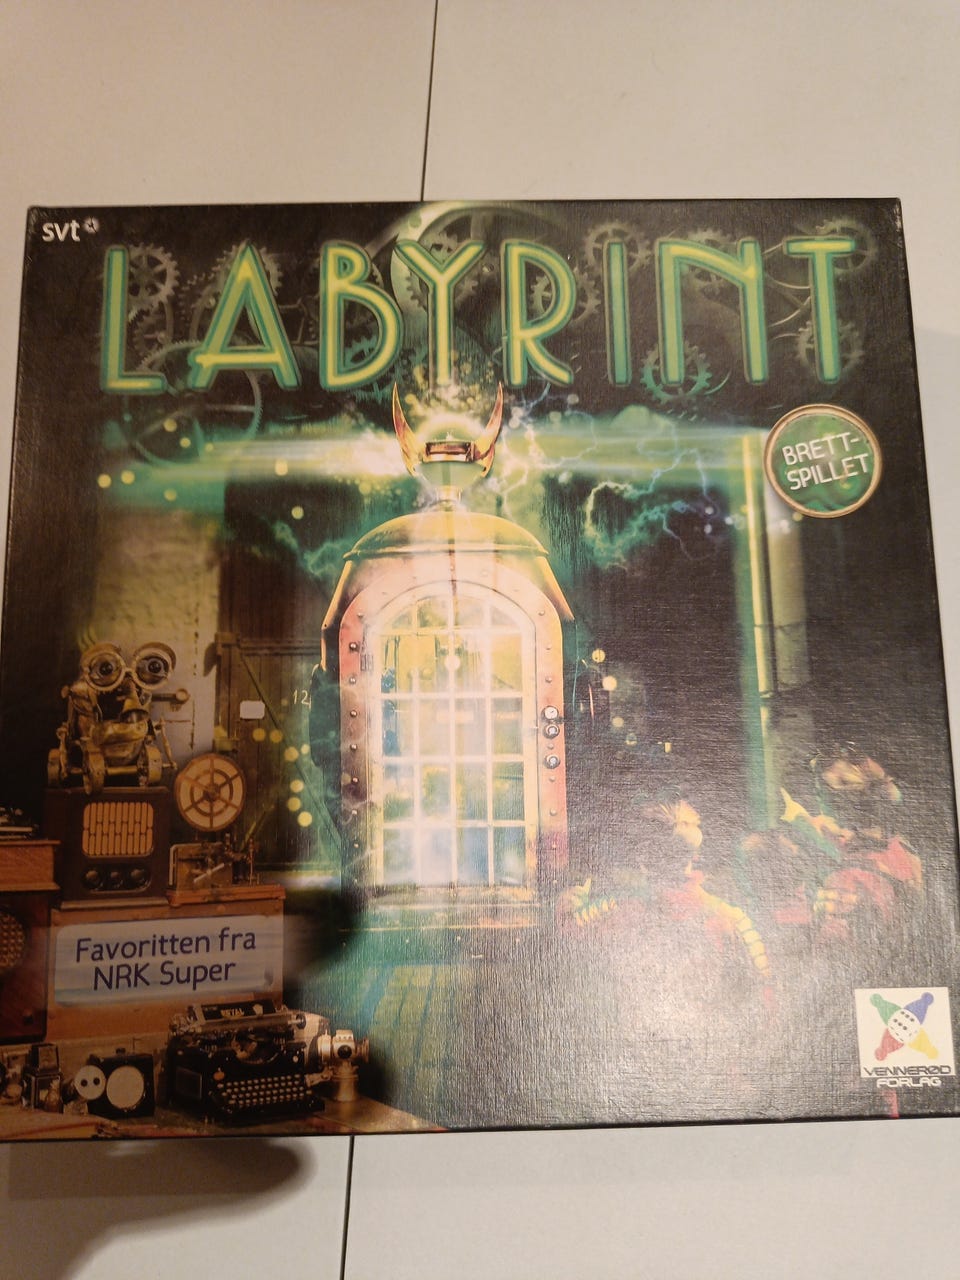 svt
LABYRINT
BRETT-
SPILLET
12
Favoritten fra
NRK Super
VENNERØD
FORLAG